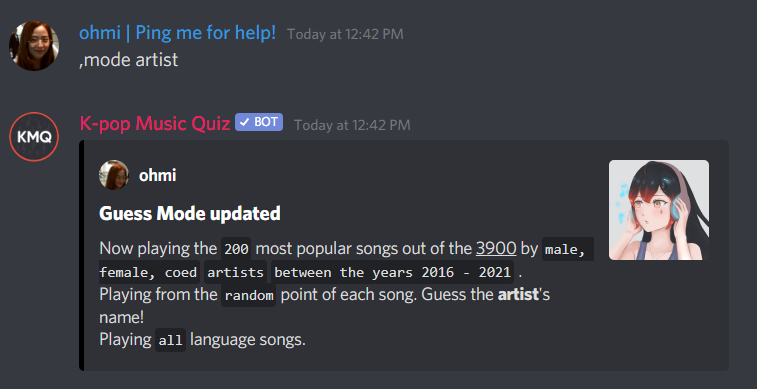 ohmi | Ping me for help! Today at 12:42 PM
,mode artist
KMQ
K-pop Music Quiz ✓ BOT Today at 12:42 PM
ohmi
Guess Mode updated
Now playing the 200 most popular songs out of the 3900 by male,
female, coed artists between the years 2016 - 2021 .
Playing from the random point of each song. Guess the artist's
name!
Playing all language songs.